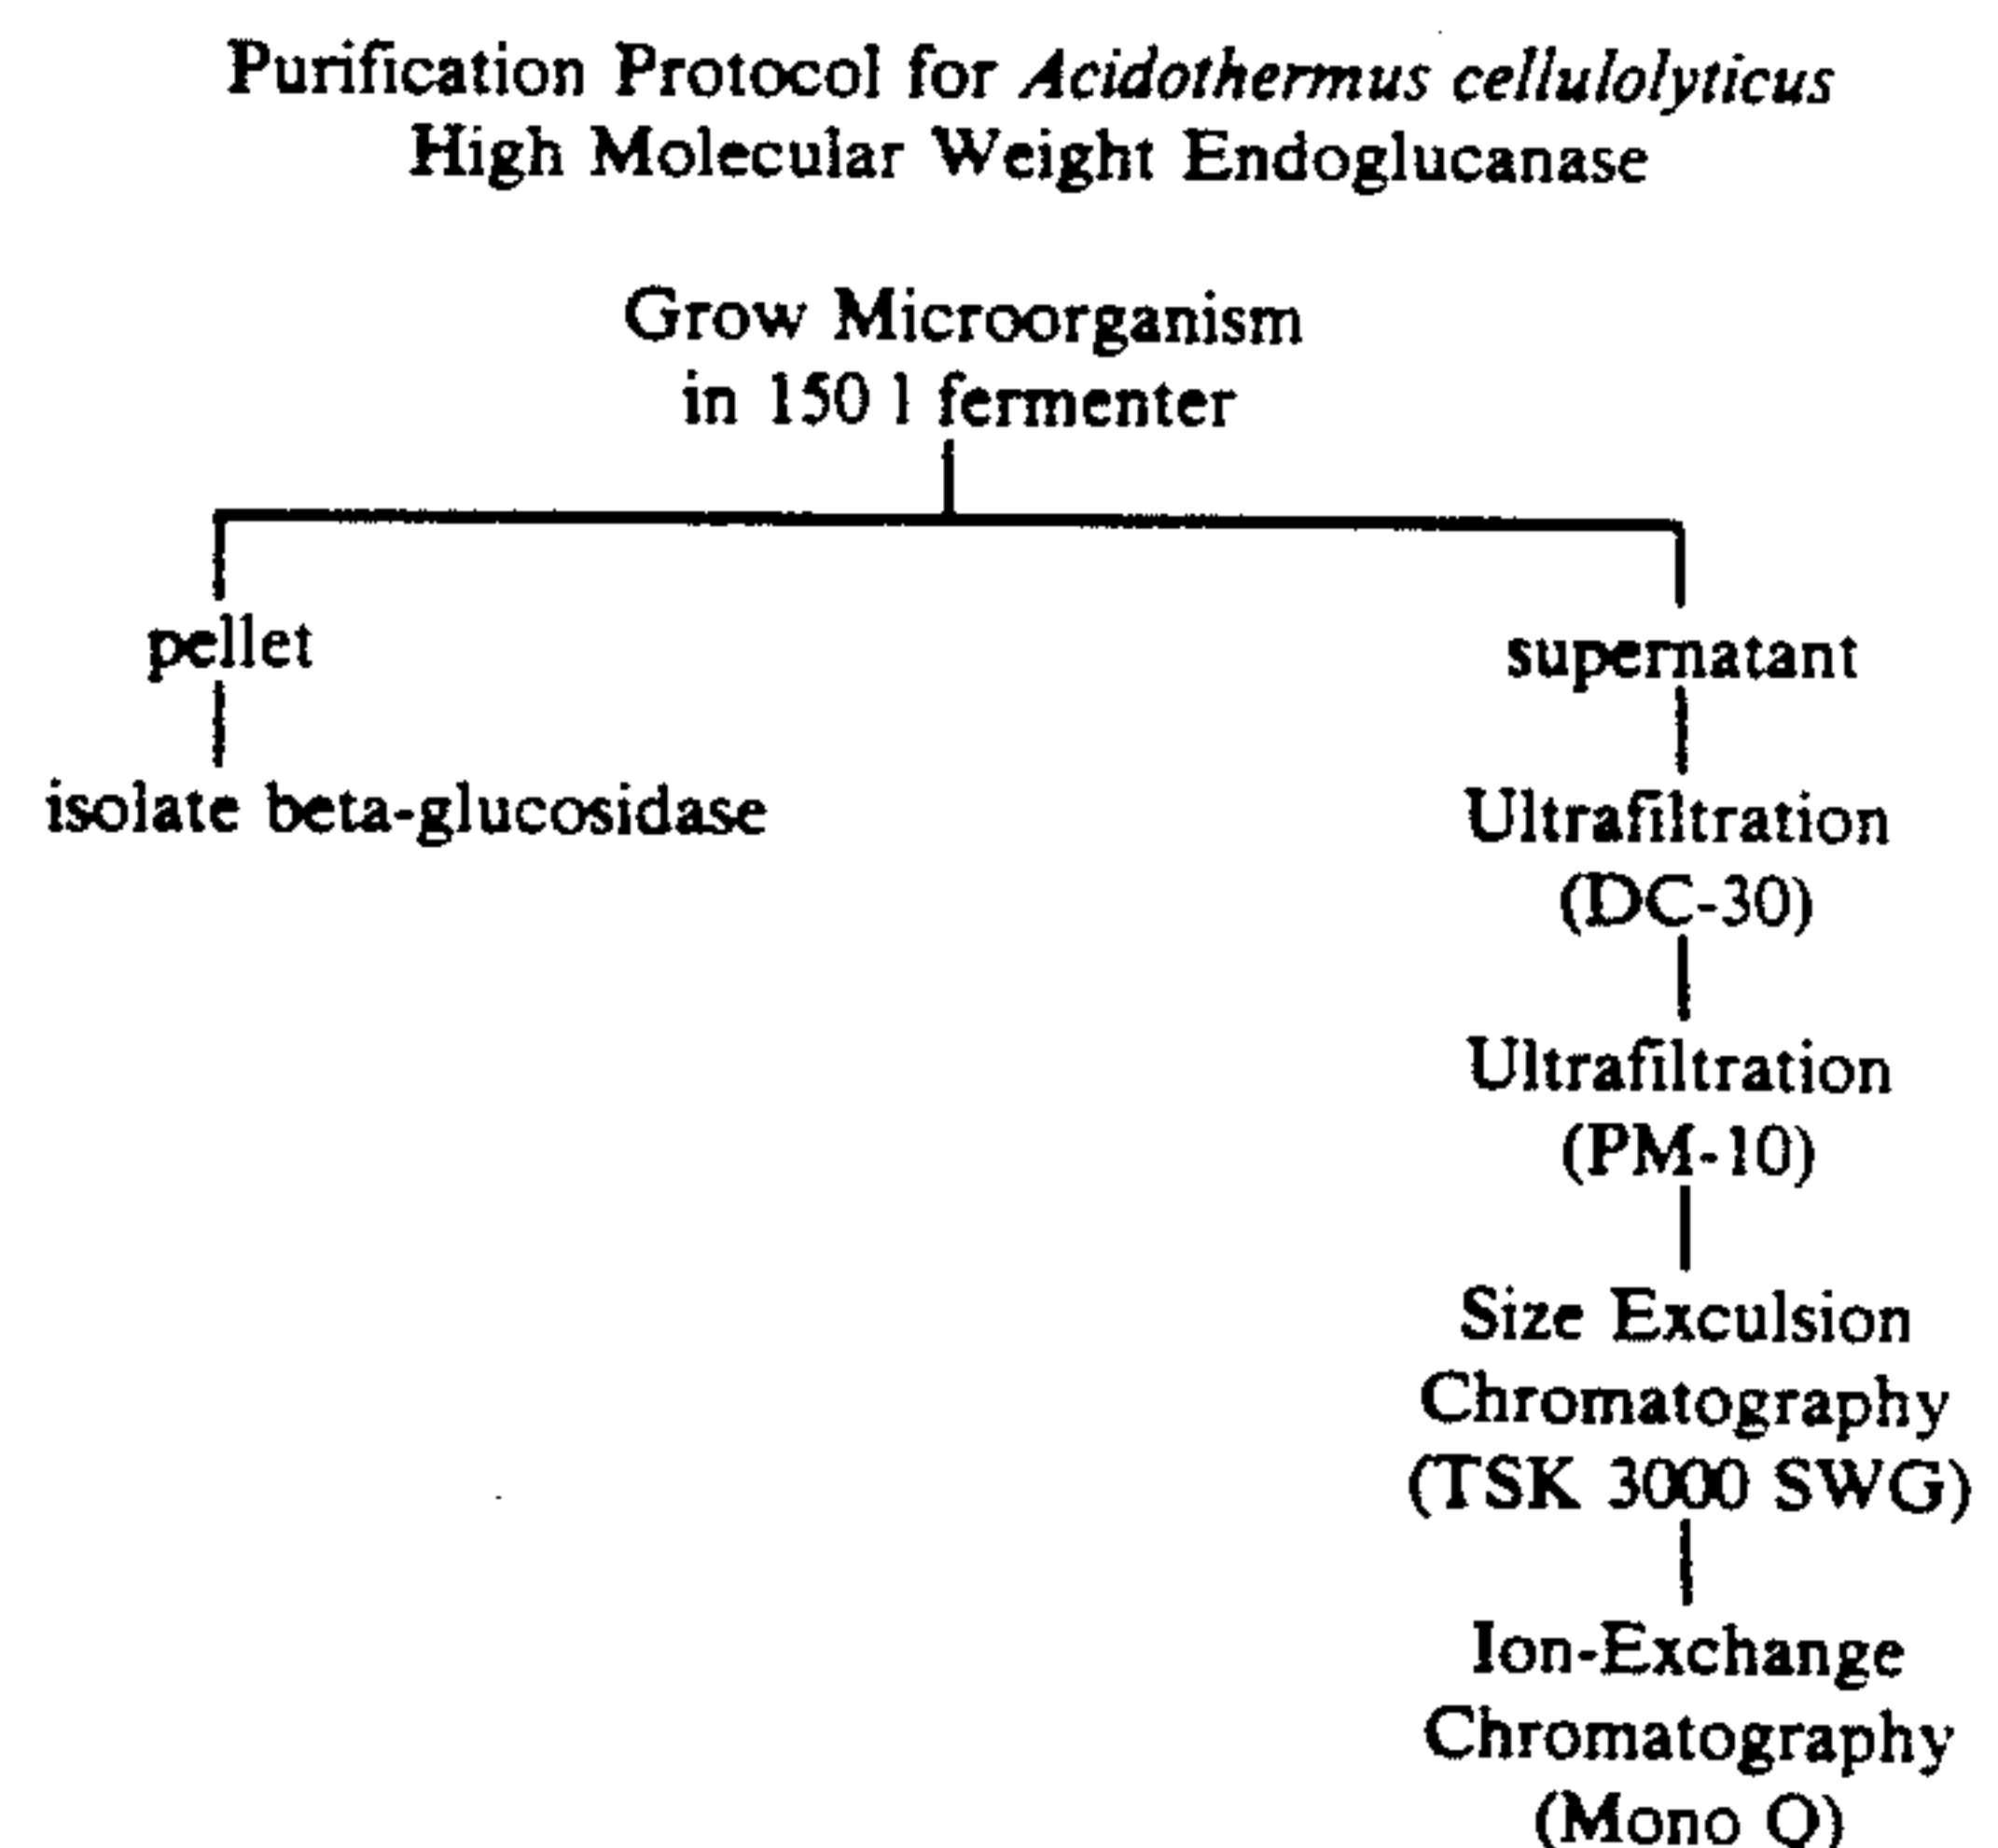 Purification Protocol for Acidothermus cellulolyticus
High Molecular Weight Endoglucanase
Grow Microorganism
in 150 l fermenter
pellet
supernatant
isolate beta-glucosidase
Ultrafiltration
(DC-30)
Ultrafiltration
(PM-10)
Size Exculsion
Chromatography
(TSK 3000 SWG)
Ion-Exchange
Chromatography
(Mono Q)